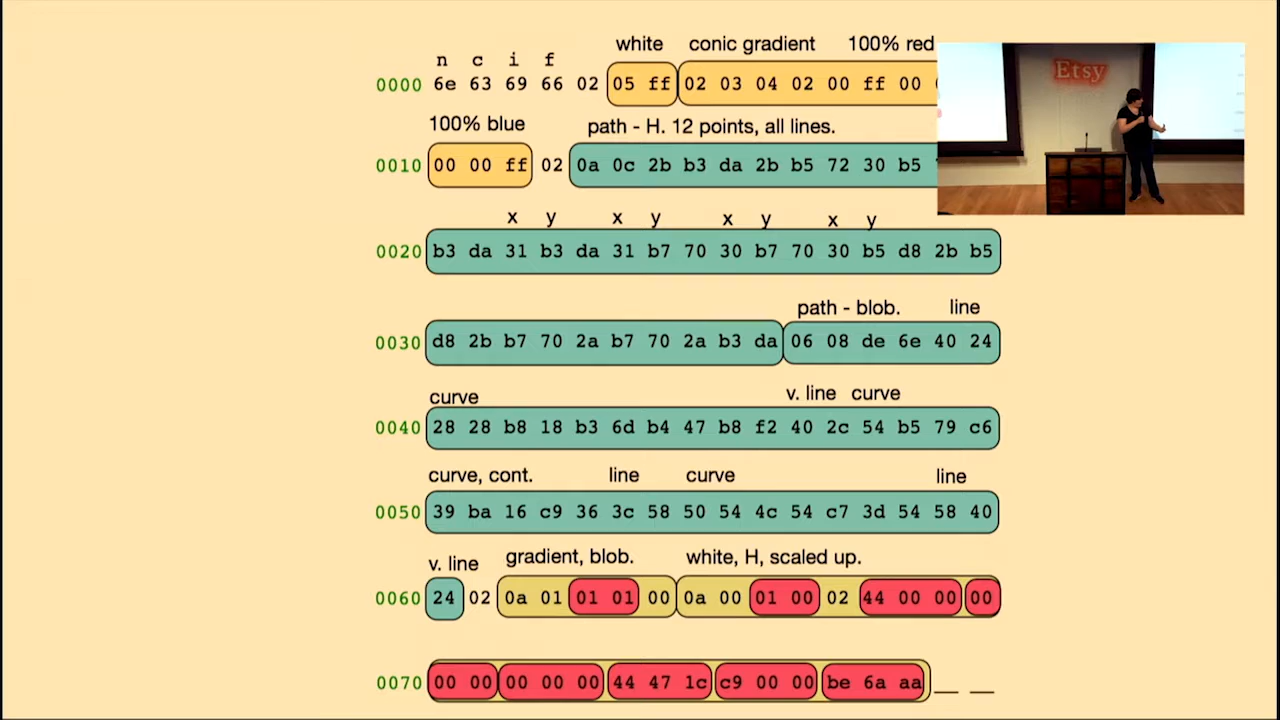 white conic gradient 100% red
n c i f
0000 6e 63 69 66 02 05 ff 02 03 04 02 00 ff 00
Etsy
100% blue path - H. 12 points, all lines.
0010 00 00 ff 02 0a 0c 2b b3 da 2b b5 72 30 b5
x y x y x y x y
0020 b3 da 31 b3 da 31 b7 70 30 b7 70 30 b5 d8 2b b5
path - blob. line
0030 d8 2b b7 70 2a b7 70 2a b3 da 06 08 de 6e 40 24
curve v. line curve
0040 28 28 b8 18 b3 6d b4 47 b8 f2 40 2c 54 b5 79 c6
curve, cont. line curve line
0050 39 ba 16 c9 36 3c 58 50 54 4c 54 c7 3d 54 58 40
v. line gradient, blob. white, H, scaled up.
0060 24 02 0a 01 01 01 00 0a 00 01 00 02 44 00 00 00
0070 00 00 00 00 00 44 47 1c c9 00 00 be 6a aa __ __